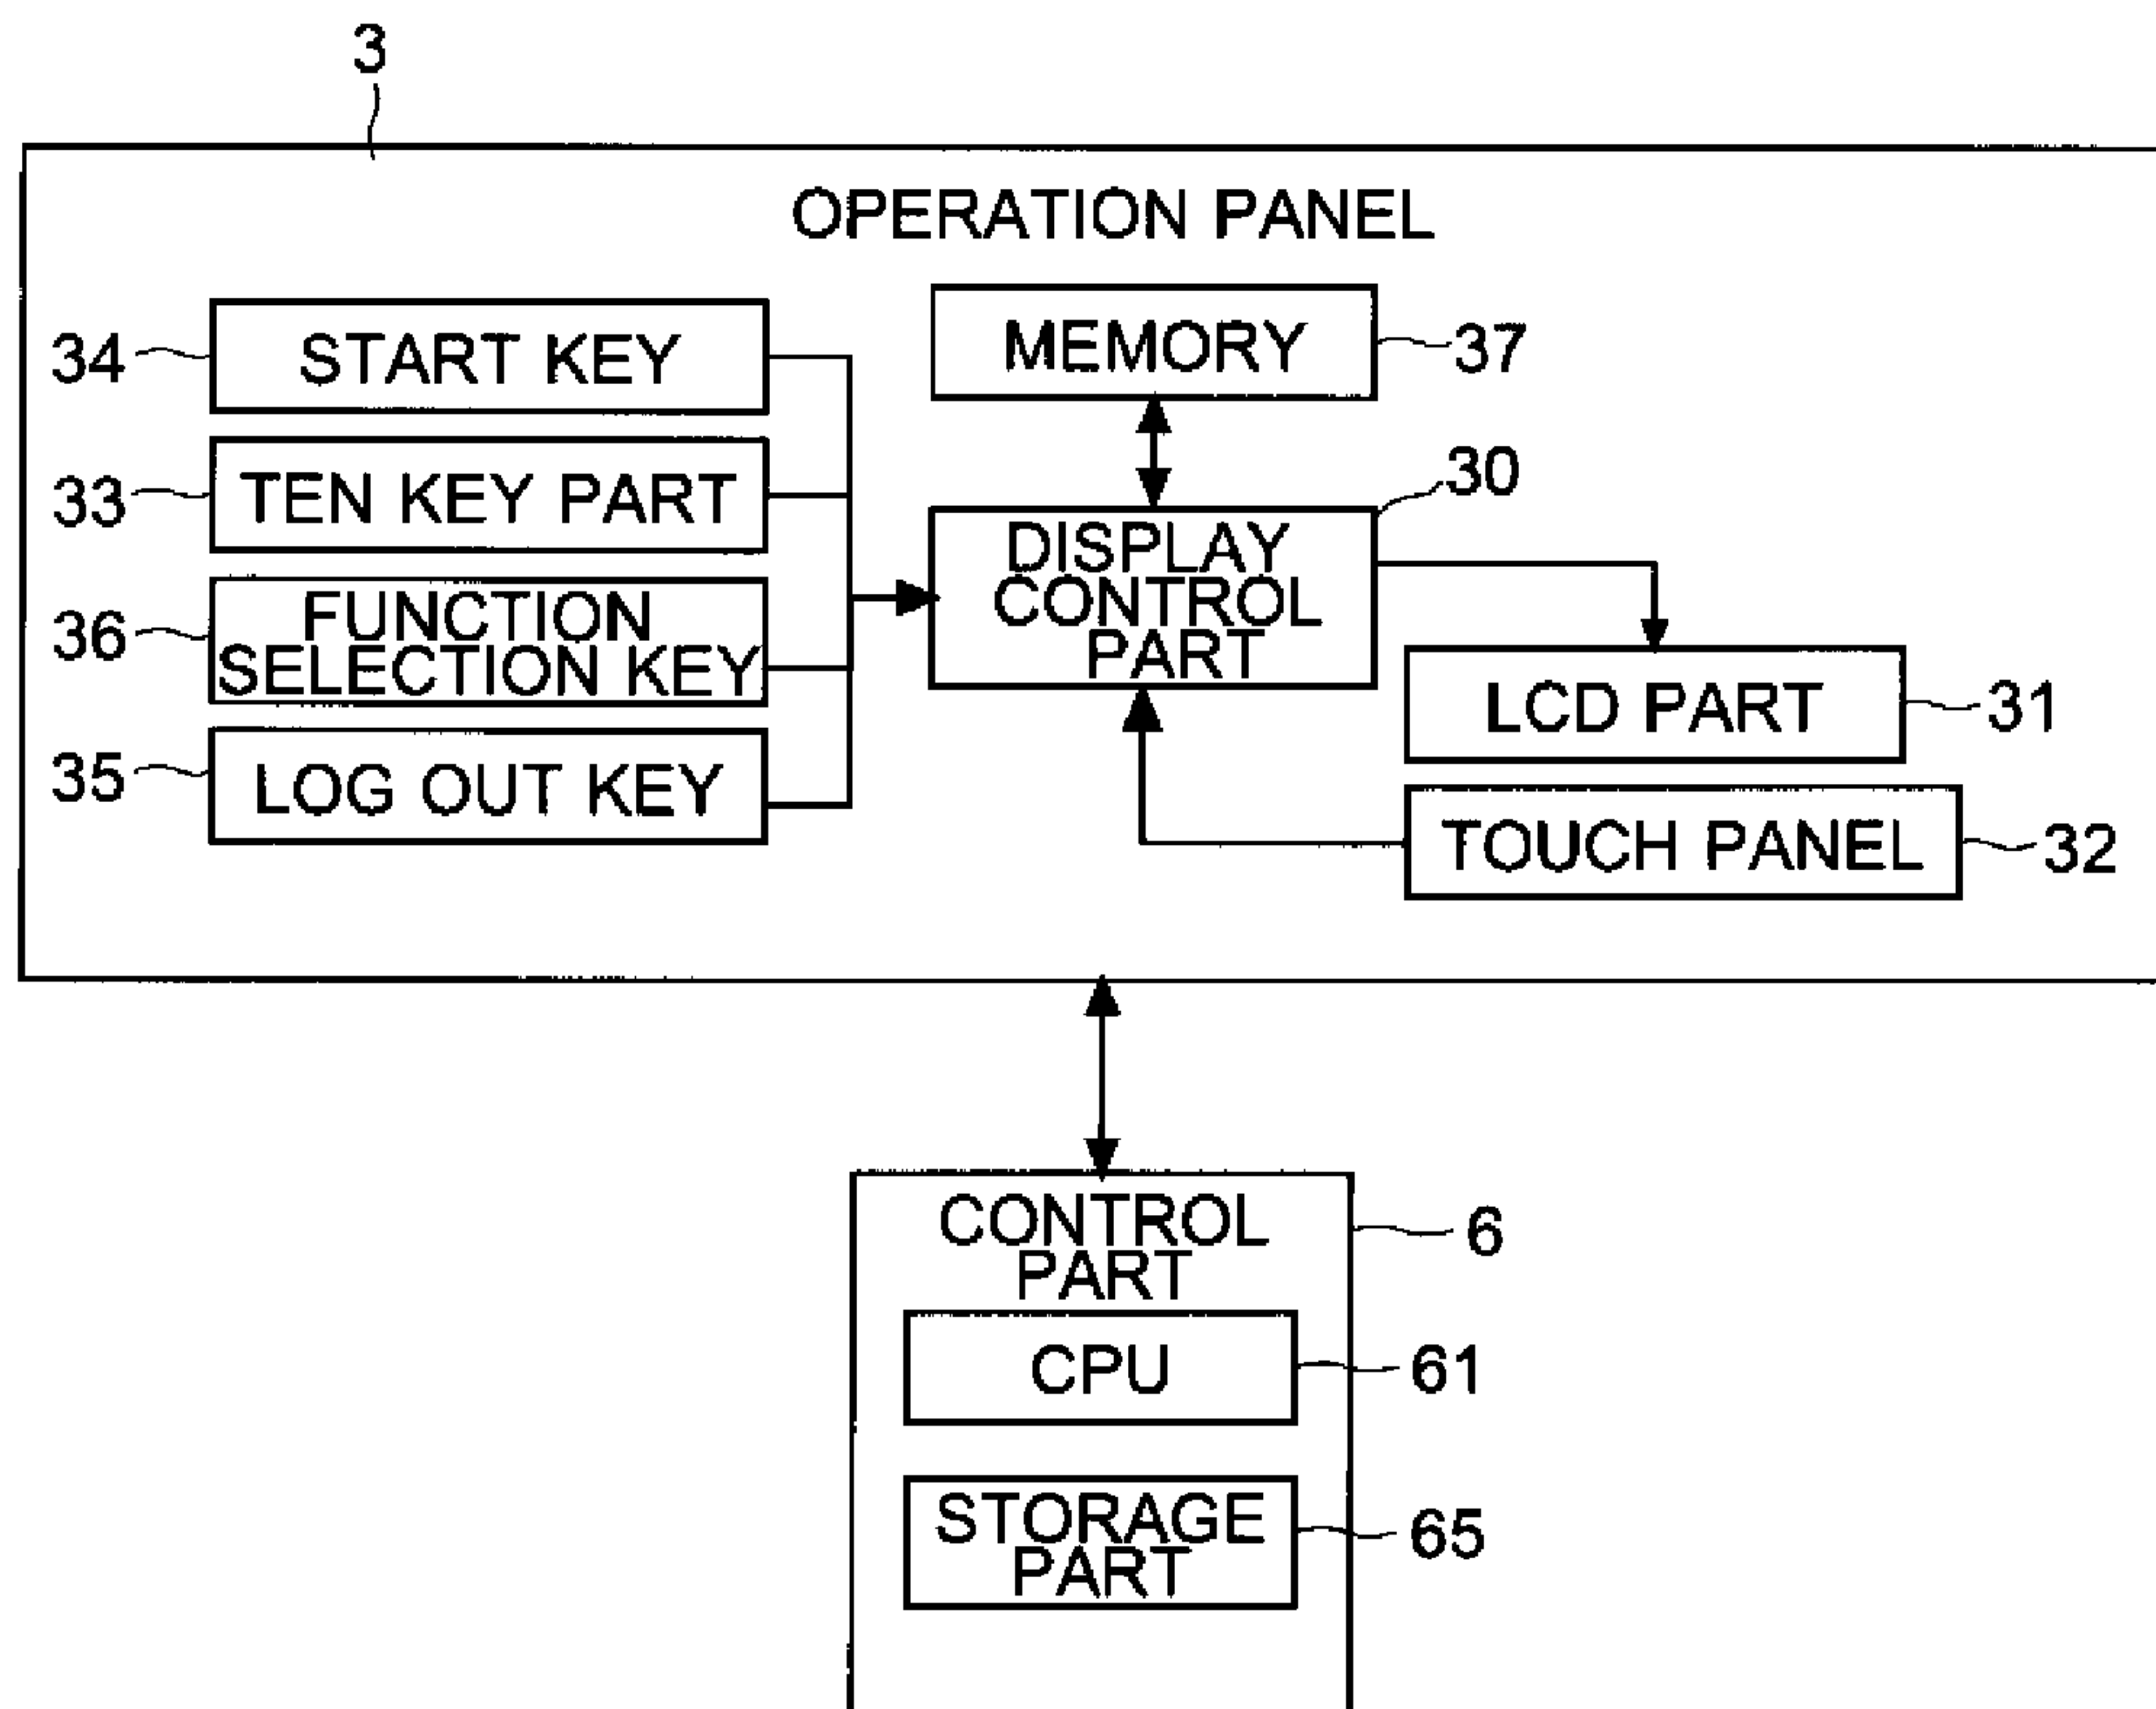 3
OPERATION PANEL
34
START KEY
MEMORY
37
33
TEN KEY PART
30
DISPLAY
CONTROL
PART
36
FUNCTION
SELECTION KEY
LCD PART
31
35
LOG OUT KEY
TOUCH PANEL
32
CONTROL
PART
6
CPU
61
STORAGE
PART
65